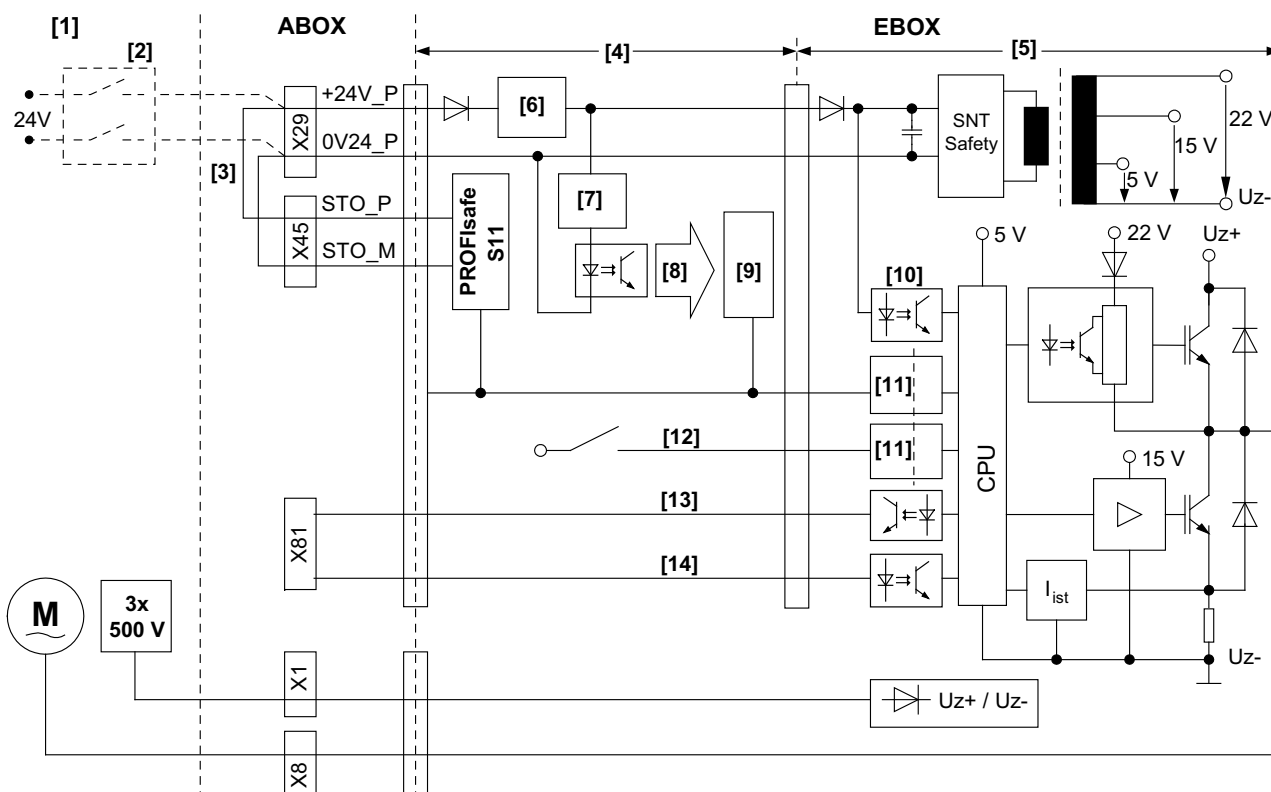 [1]
ABOX
EBOX
[2]
[4]
[5]
24V
[3]
X29
+24V_P
0V24_P
X45
STO_P
STO_M
PROFIsafe
S11
[6]
[7]
[8]
[9]
SNT
Safety
22 V
15 V
5 V
Uz-
5 V
22 V
Uz+
[10]
[11]
[12]
[11]
CPU
15 V
X81
[13]
[14]
Iist
Uz-
M
3x
500 V
X1
Uz+ / Uz-
X8